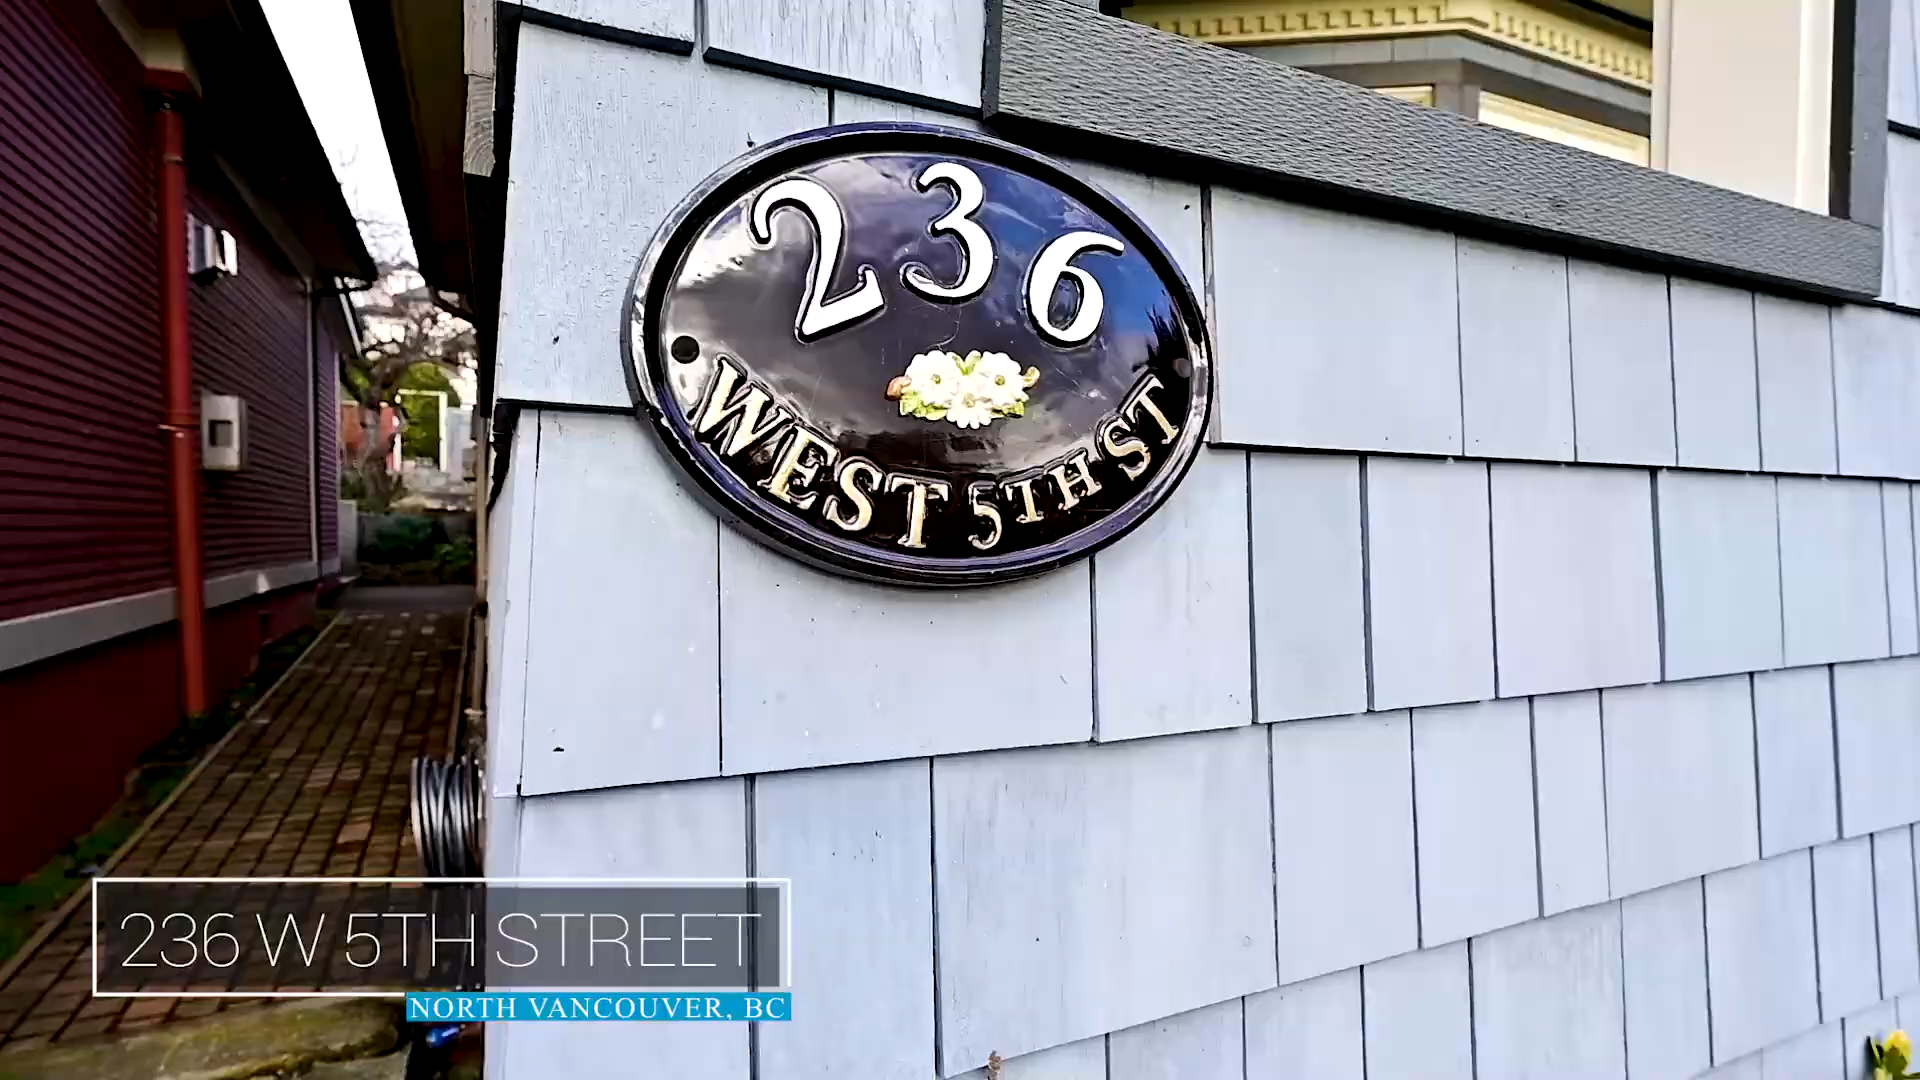 236
WEST 5TH ST
236 W 5TH STREET
NORTH VANCOUVER, BC